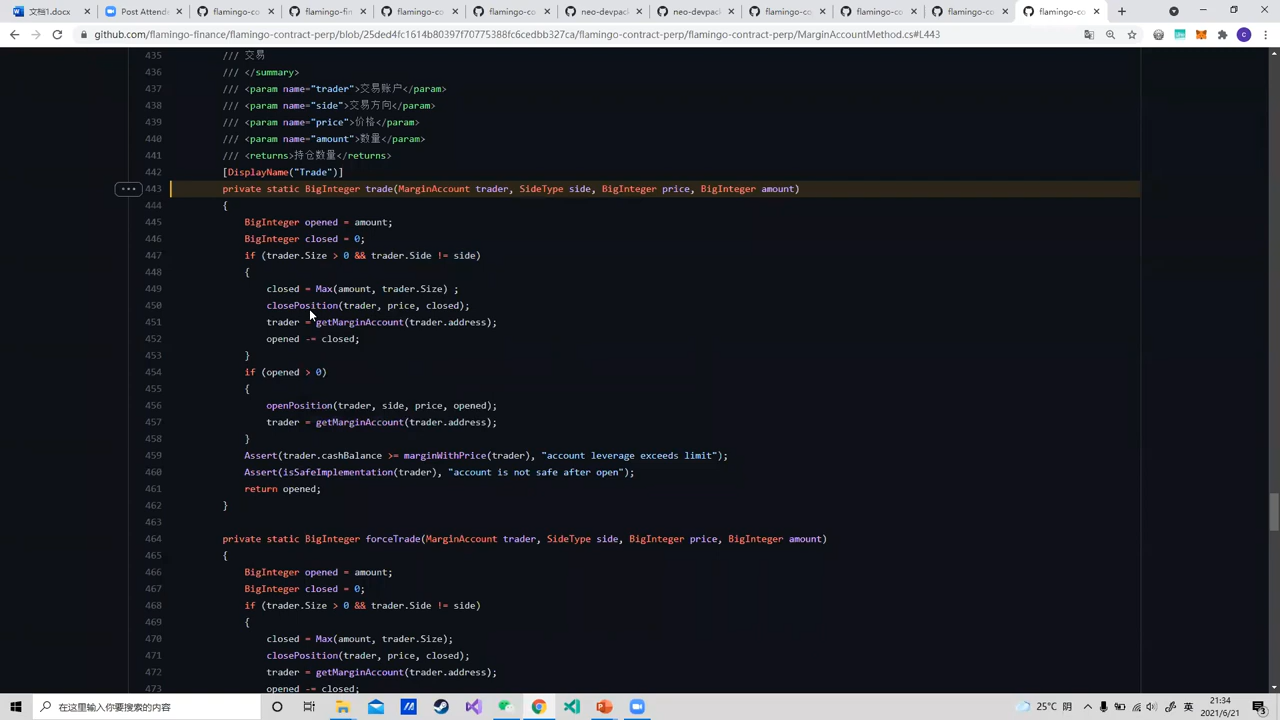 文档1.docx
Post Attende
flamingo-co
flamingo-fin
flamingo-co
flamingo-co
neo-devpack
neo-devpack
flamingo-co
flamingo-co
flamingo-co
flamingo-co
github.com/flamingo-finance/flamingo-contract-perp/blob/25ded4fc1614b80397f70775388fc6cedbb327ca/flamingo-contract-perp/flamingo-contract-perp/MarginAccountMethod.cs#L443
435 /// 交易
436 /// </summary>
437 /// <param name="trader">交易账户</param>
438 /// <param name="side">交易方向</param>
439 /// <param name="price">价格</param>
440 /// <param name="amount">数量</param>
441 /// <returns>持仓数量</returns>
442 [DisplayName("Trade")]
443 private static BigInteger trade(MarginAccount trader, SideType side, BigInteger price, BigInteger amount)
444 {
445 BigInteger opened = amount;
446 BigInteger closed = 0;
447 if (trader.Size > 0 && trader.Side != side)
448 {
449 closed = Max(amount, trader.Size) ;
450 closePosition(trader, price, closed);
451 trader = getMarginAccount(trader.address);
452 opened -= closed;
453 }
454 if (opened > 0)
455 {
456 openPosition(trader, side, price, opened);
457 trader = getMarginAccount(trader.address);
458 }
459 Assert(trader.cashBalance >= marginWithPrice(trader), "account leverage exceeds limit");
460 Assert(isSafeImplementation(trader), "account is not safe after open");
461 return opened;
462 }
463
464 private static BigInteger forceTrade(MarginAccount trader, SideType side, BigInteger price, BigInteger amount)
465 {
466 BigInteger opened = amount;
467 BigInteger closed = 0;
468 if (trader.Size > 0 && trader.Side != side)
469 {
470 closed = Max(amount, trader.Size);
471 closePosition(trader, price, closed);
472 trader = getMarginAccount(trader.address);
473 opened -= closed;
在这里输入你要搜索的内容
25°C 阴
英
21:34
2021/6/21